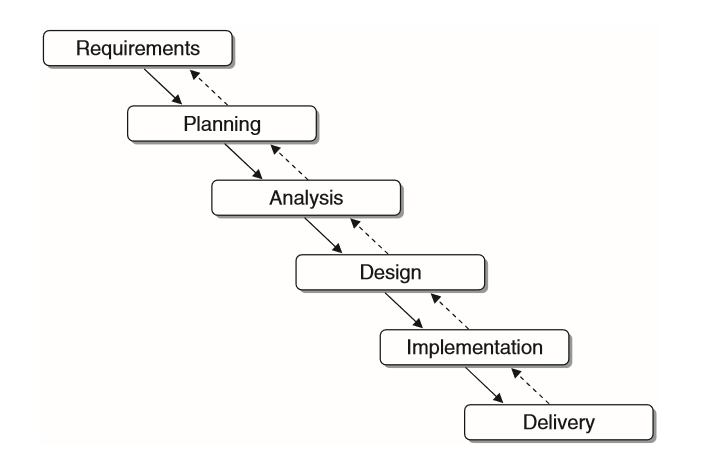 Requirements
Planning
Analysis
Design
Implementation
Delivery